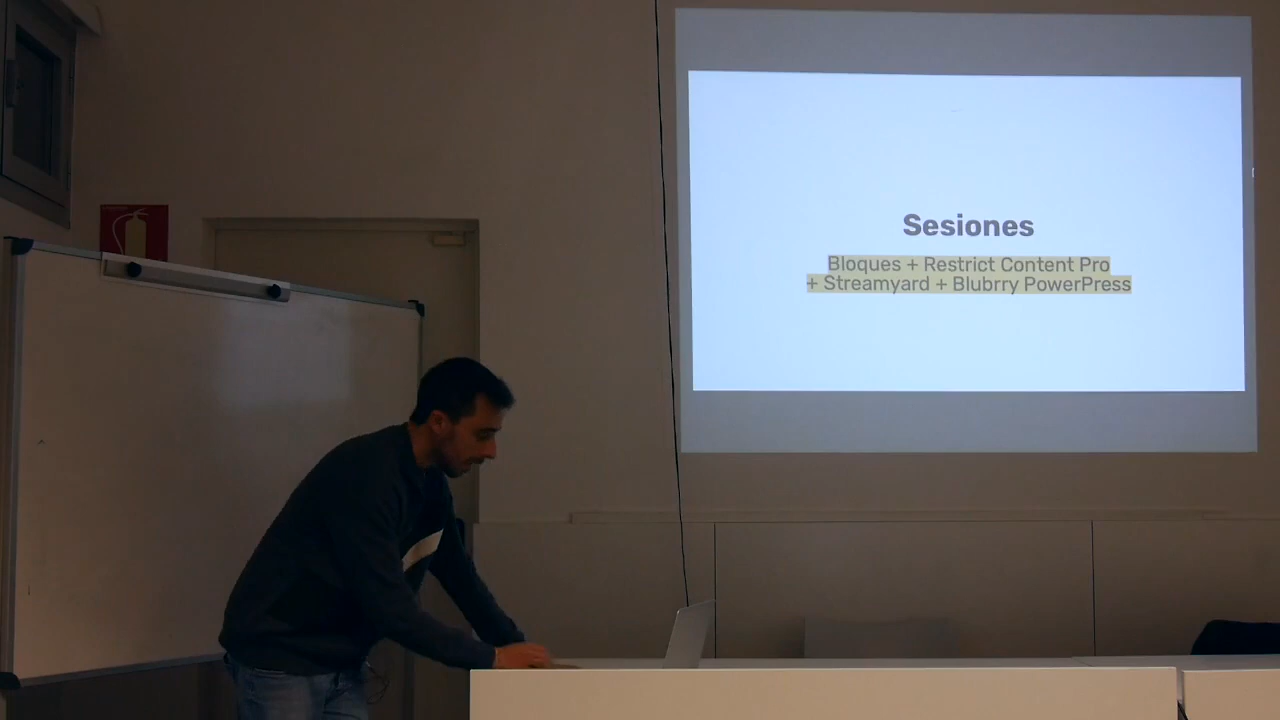 Sesiones
Bloques + Restrict Content Pro
+ Streamyard + Blubrry PowerPress